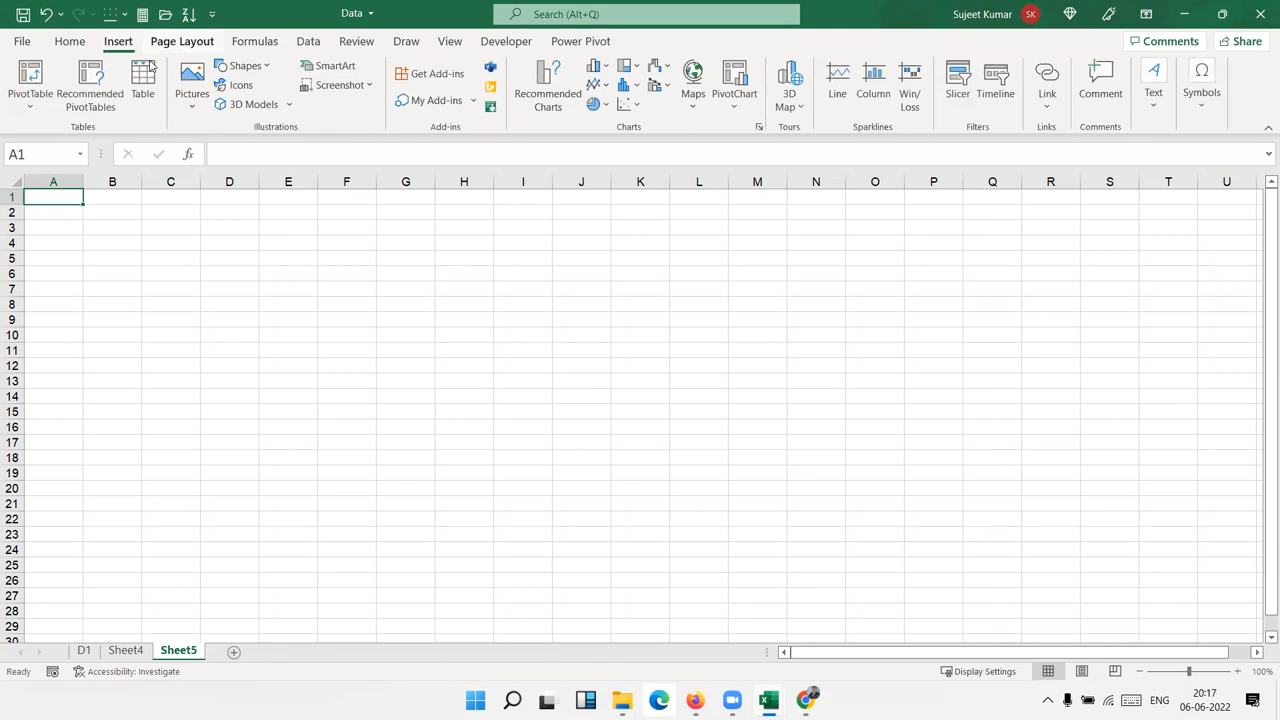 Data
Search (Alt+Q)
Sujeet Kumar
SK
File
Home
Insert
Page Layout
Formulas
Data
Review
Draw
View
Developer
Power Pivot
Comments
Share
PivotTable
Recommended PivotTables
Table
Pictures
Shapes
Icons
3D Models
SmartArt
Screenshot
Get Add-ins
My Add-ins
Recommended Charts
Maps
PivotChart
3D Map
Line
Column
Win/ Loss
Slicer
Timeline
Link
Comment
Text
Symbols
Tables
Illustrations
Add-ins
Charts
Tours
Sparklines
Filters
Links
Comments
A1
fx
A B C D E F G H I J K L M N O P Q R S T U
1
2
3
4
5
6
7
8
9
10
11
12
13
14
15
16
17
18
19
20
21
22
23
24
25
26
27
28
29
30
D1
Sheet4
Sheet5
Ready
Accessibility: Investigate
Display Settings
100%
ENG
20:17
06-06-2022